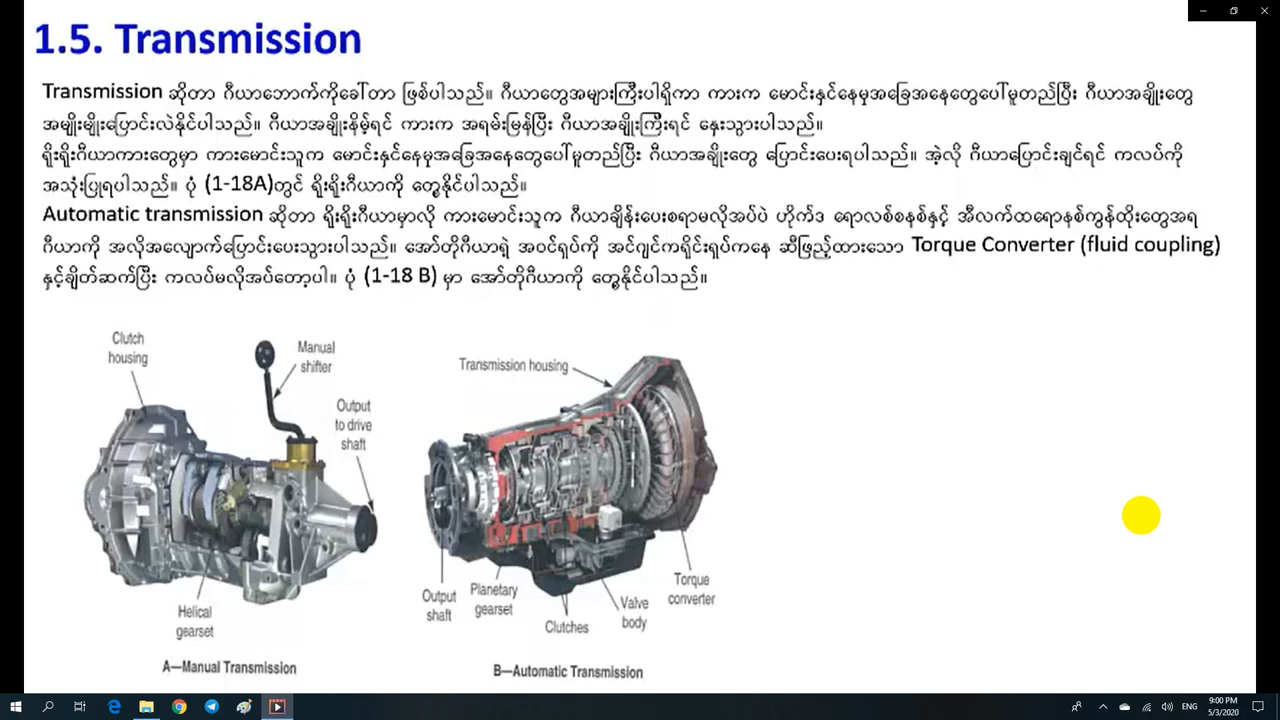 1.5. Transmission
Transmission ဆိုတာ ဂီယာဘောက်ကိုခေါ်တာ ဖြစ်ပါသည်။ ဂီယာတွေအများကြီးပါရှိကာ ကားက မောင်းနှင်နေမှုအခြေအနေတွေပေါ်မူတည်ပြီး ဂီယာအချိုးတွေ
အမျိုးမျိုးပြောင်းလဲနိုင်ပါသည်။ ဂီယာအချိုးနိမ့်ရင် ကားက အရမ်းမြန်ပြီး ဂီယာအချိုးကြီးရင် နှေးသွားပါသည်။
ရိုးရိုးဂီယာကားတွေမှာ ကားမောင်းသူက မောင်းနှင်နေမှုအခြေအနေတွေပေါ်မူတည်ပြီး ဂီယာအချိုးတွေ ပြောင်းပေးရပါသည်။ အဲ့လို ဂီယာပြောင်းချင်ရင် ကလပ်ကို
အသုံးပြုရပါသည်။ ပုံ (1-18A)တွင် ရိုးရိုးဂီယာကို တွေ့နိုင်ပါသည်။
Automatic transmission ဆိုတာ ရိုးရိုးဂီယာမှာလို ကားမောင်းသူက ဂီယာချိန်းပေးစရာမလိုအပ်ပဲ ဟိုက်ဒ ရောလစ်စနစ်နှင့် အီလက်ထရောနစ်ကွန်ထိုးတွေအရ
ဂီယာကို အလိုအလျောက်ပြောင်းပေးသွားပါသည်။ အော်တိုဂီယာရဲ့ အဝင်ရှပ်ကို အင်ဂျင်ကရိုင်းရှပ်ကနေ ဆီဖြည့်ထားသော Torque Converter (fluid coupling)
နှင့်ချိတ်ဆက်ပြီး ကလပ်မလိုအပ်တော့ပါ။ ပုံ (1-18 B) မှာ အော်တိုဂီယာကို တွေ့နိုင်ပါသည်။
Clutch
housing
Manual
shifter
Output
to drive
shaft
Helical
gearset
A—Manual Transmission
Transmission housing
Output
shaft
Planetary
gearset
Clutches
Valve
body
Torque
converter
B—Automatic Transmission
ENG
9:00 PM
5/3/2020